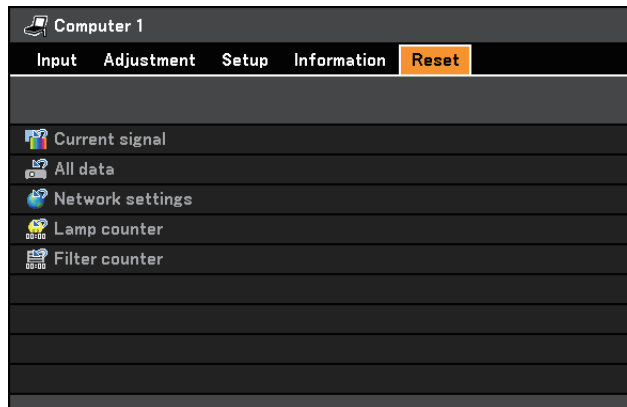 Computer 1
Input Adjustment Setup Information Reset
Current signal
All data
Network settings
Lamp counter
Filter counter